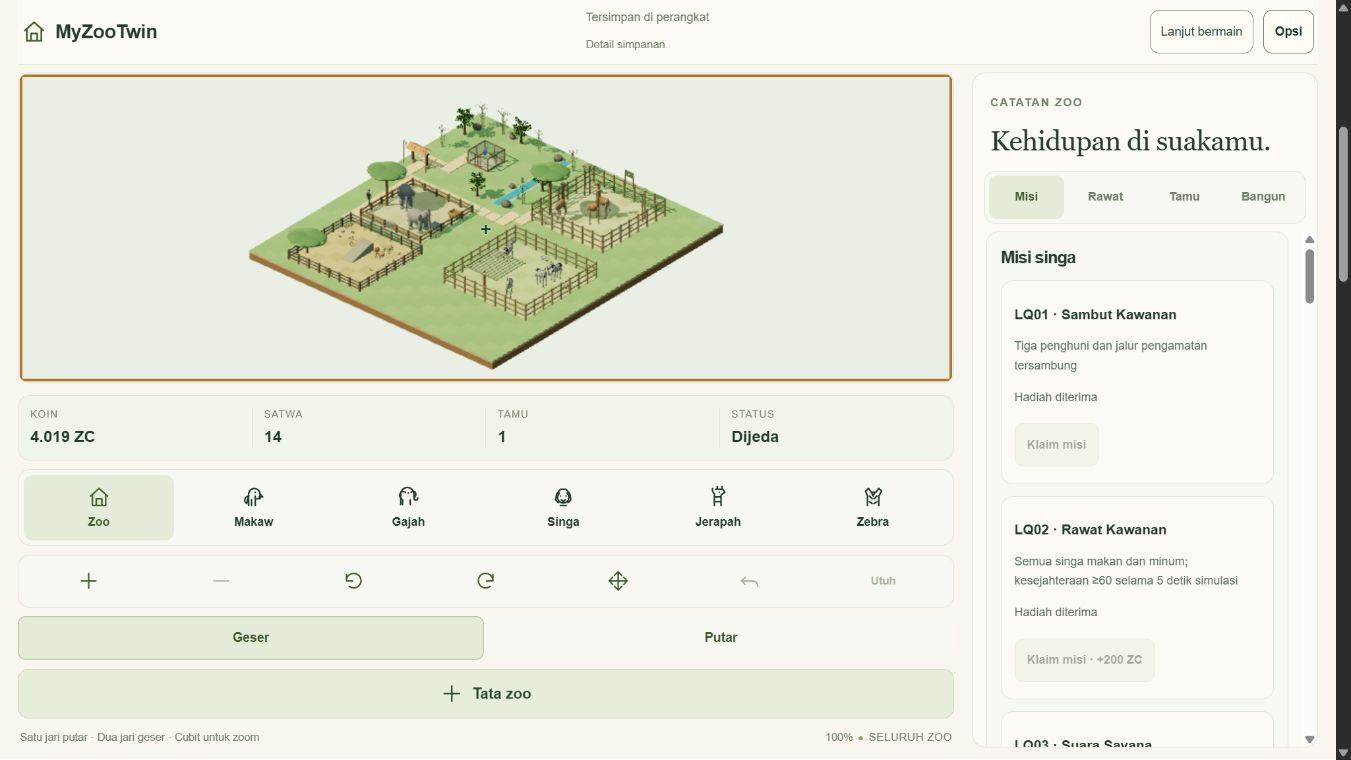 MyZooTwin
Tersimpan di perangkat
Detail simpanan
Lanjut bermain
Opsi
CATATAN ZOO
Kehidupan di suakamu.
Misi
Rawat
Tamu
Bangun
Misi singa
LQ01 · Sambut Kawanan
Tiga penghuni dan jalur pengamatan
tersambung
Hadiah diterima
Klaim misi
LQ02 · Rawat Kawanan
Semua singa makan dan minum;
kesejahteraan ≥60 selama 5 detik simulasi
Hadiah diterima
Klaim misi · +200 ZC
LQ03 · Suara Savana
KOIN
4.019 ZC
SATWA
14
TAMU
1
STATUS
Dijeda
Zoo
Makaw
Gajah
Singa
Jerapah
Zebra
Utuh
Geser
Putar
Tata zoo
Satu jari putar · Dua jari geser · Cubit untuk zoom
100% • SELURUH ZOO